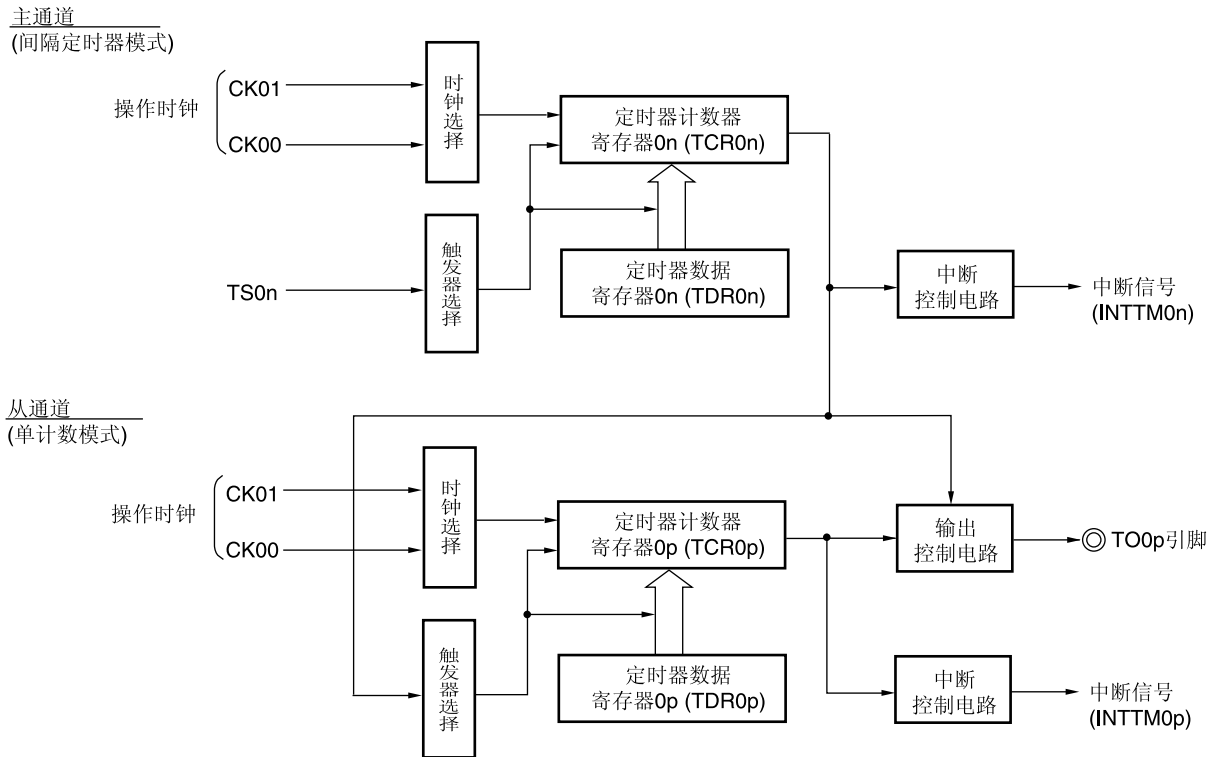 主通道
(间隔定时器模式)
操作时钟
CK01
CK00
时钟选择
定时器计数器
寄存器0n (TCR0n)
TS0n
触发器选择
定时器数据
寄存器0n (TDR0n)
中断
控制电路
中断信号
(INTTM0n)
从通道
(单计数模式)
操作时钟
CK01
CK00
时钟选择
定时器计数器
寄存器0p (TCR0p)
输出
控制电路
TO0p引脚
触发器选择
定时器数据
寄存器0p (TDR0p)
中断
控制电路
中断信号
(INTTM0p)